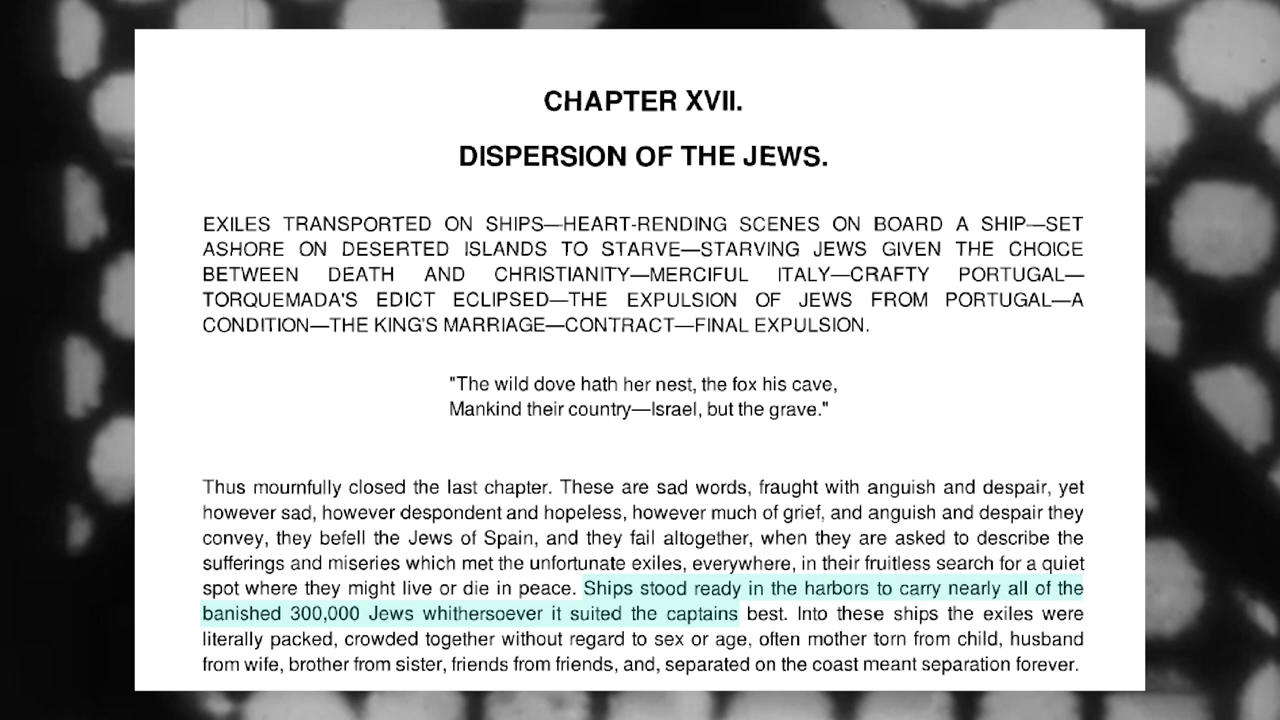 CHAPTER XVII.
DISPERSION OF THE JEWS.
EXILES TRANSPORTED ON SHIPS—HEART-RENDING SCENES ON BOARD A SHIP—SET
ASHORE ON DESERTED ISLANDS TO STARVE—STARVING JEWS GIVEN THE CHOICE
BETWEEN DEATH AND CHRISTIANITY—MERCIFUL ITALY—CRAFTY PORTUGAL—
TORQUEMADA'S EDICT ECLIPSED—THE EXPULSION OF JEWS FROM PORTUGAL—A
CONDITION—THE KING'S MARRIAGE—CONTRACT—FINAL EXPULSION.
"The wild dove hath her nest, the fox his cave,
Mankind their country—Israel, but the grave."
Thus mournfully closed the last chapter. These are sad words, fraught with anguish and despair, yet
however sad, however despondent and hopeless, however much of grief, and anguish and despair they
convey, they befell the Jews of Spain, and they fail altogether, when they are asked to describe the
sufferings and miseries which met the unfortunate exiles, everywhere, in their fruitless search for a quiet
spot where they might live or die in peace. Ships stood ready in the harbors to carry nearly all of the
banished 300,000 Jews whithersoever it suited the captains best. Into these ships the exiles were
literally packed, crowded together without regard to sex or age, often mother torn from child, husband
from wife, brother from sister, friends from friends, and, separated on the coast meant separation forever.